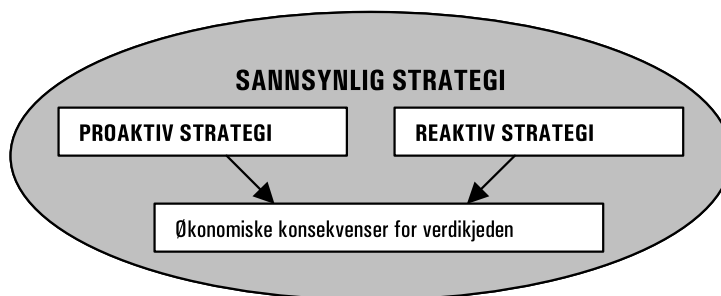 SANNSYNLIG STRATEGI
PROAKTIV STRATEGI
REAKTIV STRATEGI
Økonomiske konsekvenser for verdikjeden